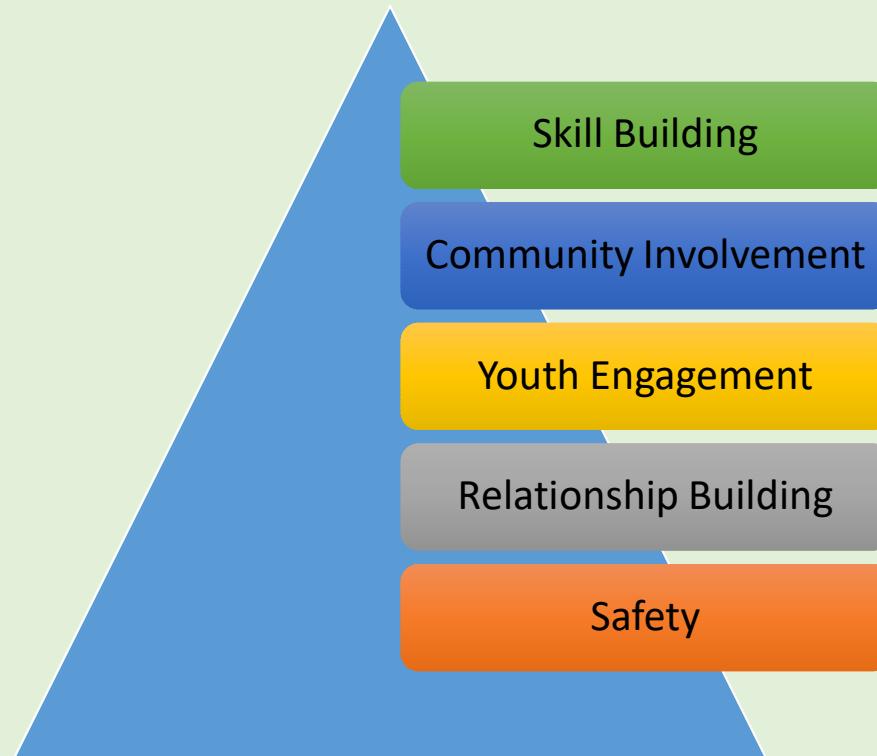 Skill Building
Community Involvement
Youth Engagement
Relationship Building
Safety